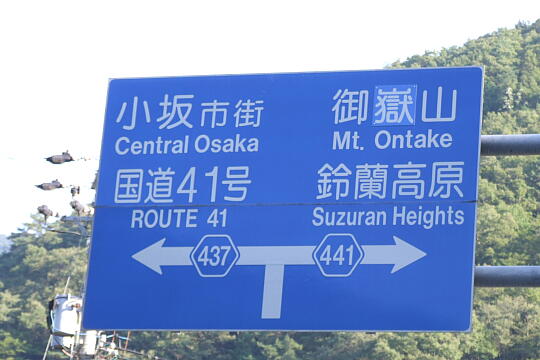 小坂市街
Central Osaka
国道41号
ROUTE 41
御嶽山
Mt. Ontake
鈴蘭高原
Suzuran Heights
437
441